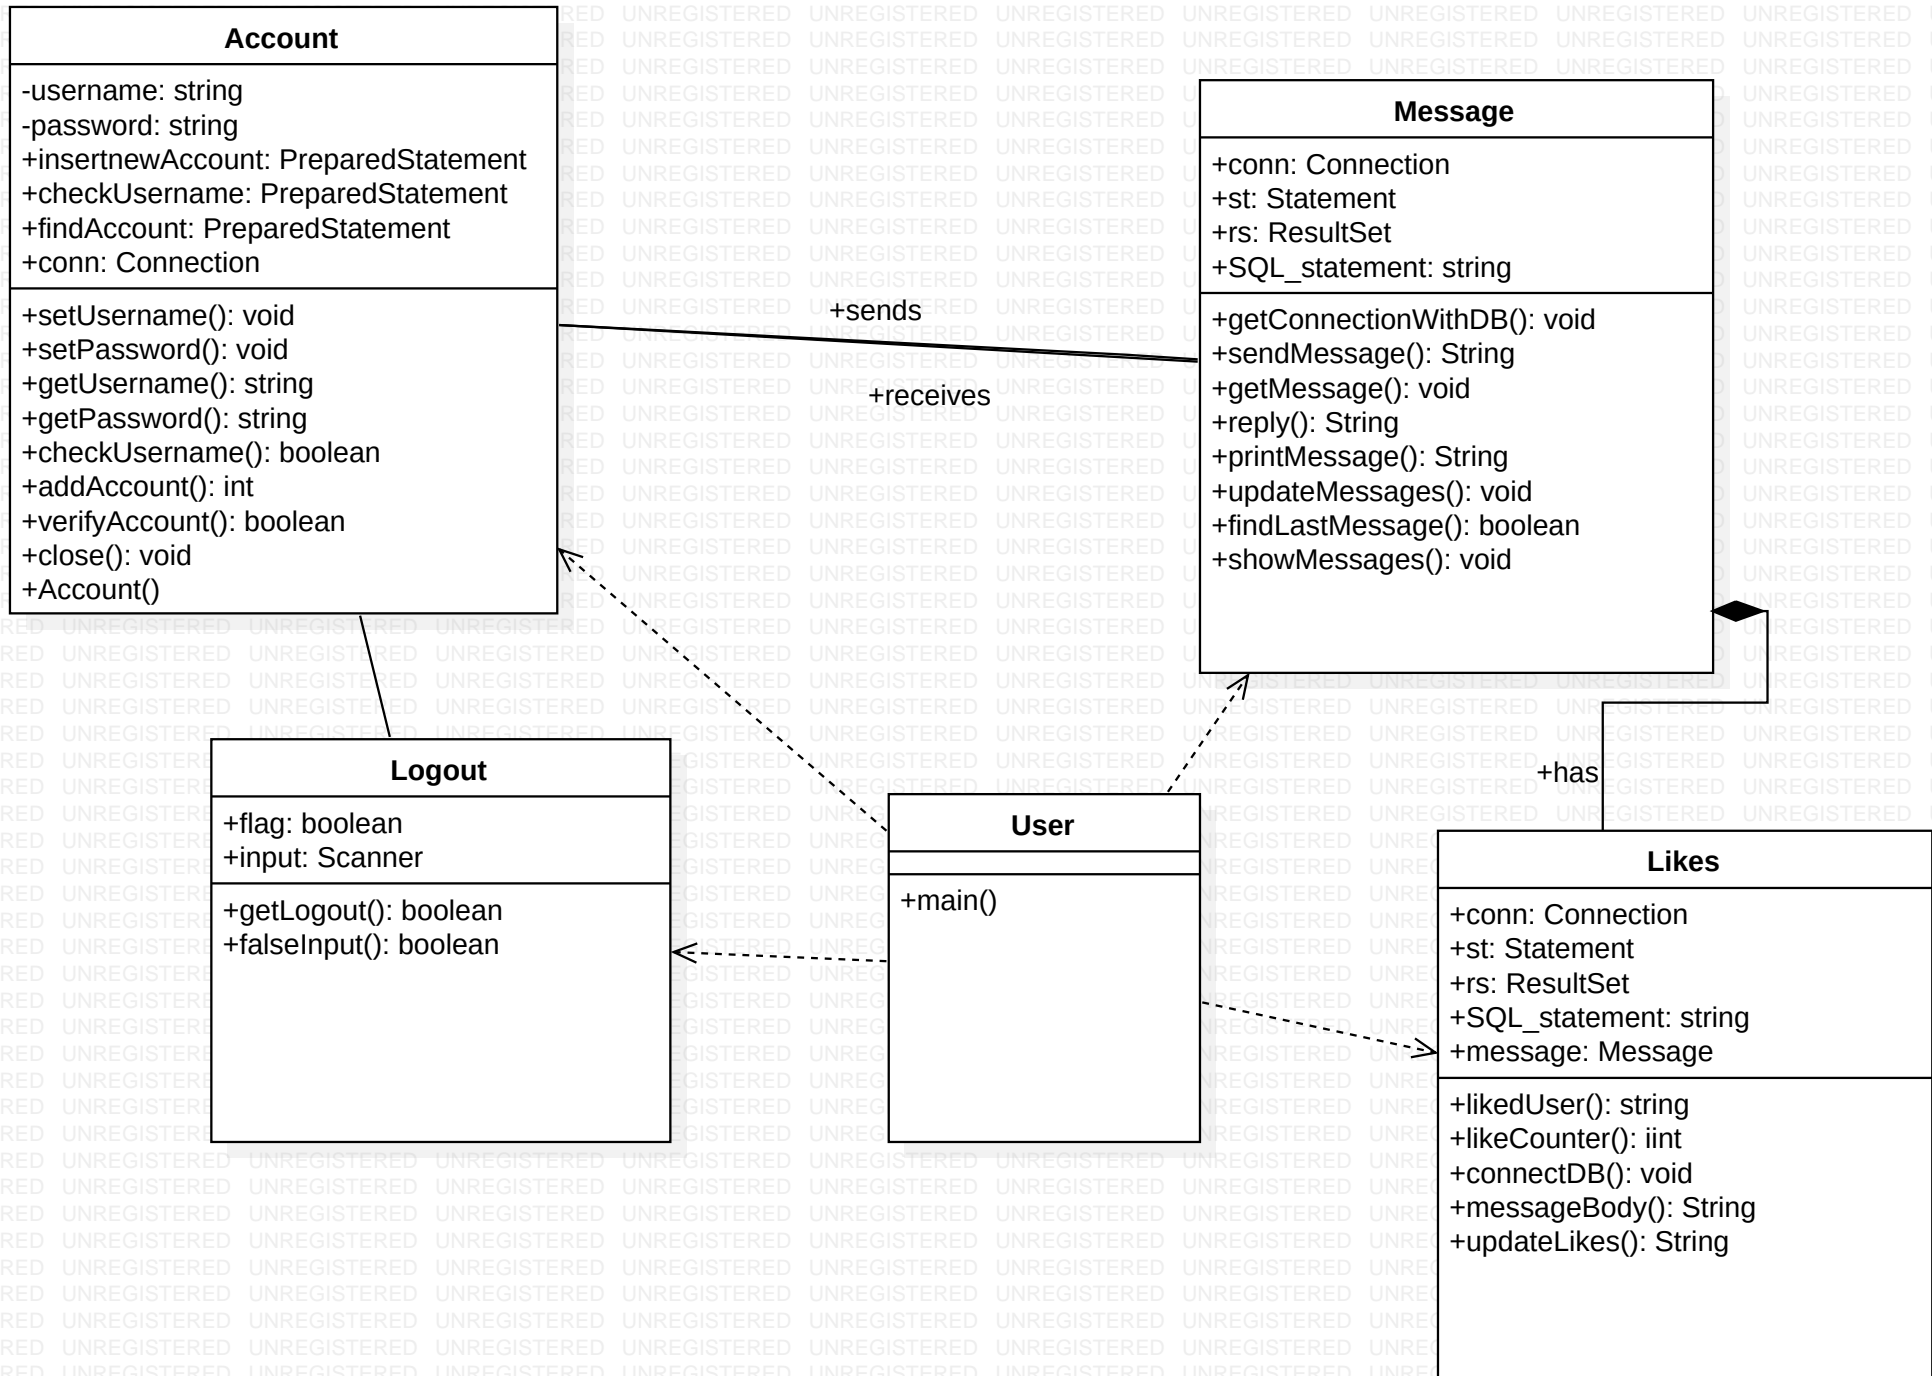 Account
-username: string
-password: string
+insertnewAccount: PreparedStatement
+checkUsername: PreparedStatement
+findAccount: PreparedStatement
+conn: Connection
+setUsername(): void
+setPassword(): void
+getUsername(): string
+getPassword(): string
+checkUsername(): boolean
+addAccount(): int
+verifyAccount(): boolean
+close(): void
+Account()
+sends
+receives
Message
+conn: Connection
+st: Statement
+rs: ResultSet
+SQL_statement: string
+getConnectionWithDB(): void
+sendMessage(): String
+getMessage(): void
+reply(): String
+printMessage(): String
+updateMessages(): void
+findLastMessage(): boolean
+showMessages(): void
Logout
+flag: boolean
+input: Scanner
+getLogout(): boolean
+falseInput(): boolean
User
+main()
+has
Likes
+conn: Connection
+st: Statement
+rs: ResultSet
+SQL_statement: string
+message: Message
+likedUser(): string
+likeCounter(): iint
+connectDB(): void
+messageBody(): String
+updateLikes(): String
UNREGISTERED